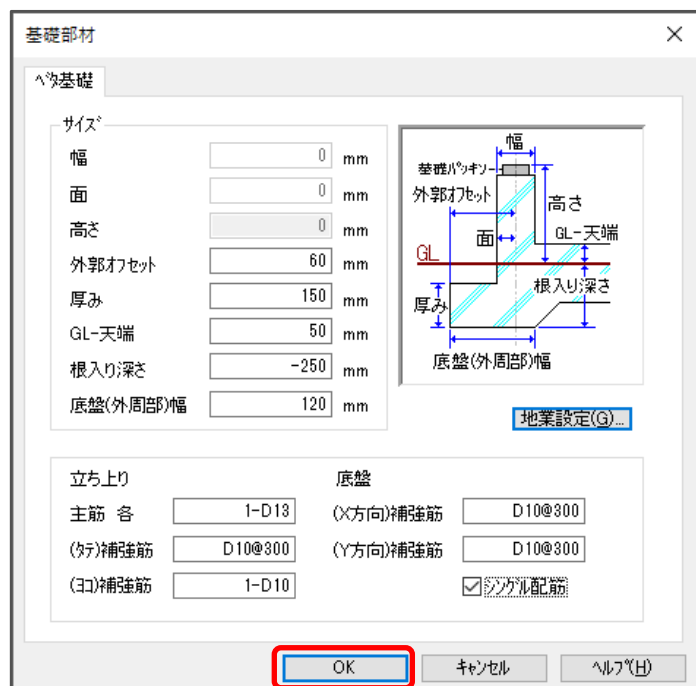 基礎部材
ﾍﾞﾀ基礎
ｻｲｽﾞ
幅 0 mm
面 0 mm
高さ 0 mm
外郭ｵﾌｾｯﾄ 60 mm
厚み 150 mm
GL-天端 50 mm
根入り深さ -250 mm
底盤(外周部)幅 120 mm
幅
基礎ﾊﾟｯｷﾝ
外郭ｵﾌｾｯﾄ
高さ
面
GL-天端
GL
根入り深さ
厚み
底盤(外周部)幅
地業設定(G)...
立ち上り
主筋 各 1-D13
(ﾀﾃ)補強筋 D10@300
(ﾖｺ)補強筋 1-D10
底盤
(X方向)補強筋 D10@300
(Y方向)補強筋 D10@300
ｼﾝｸﾞﾙ配筋
OK
ｷｬﾝｾﾙ
ﾍﾙﾌﾟ(H)